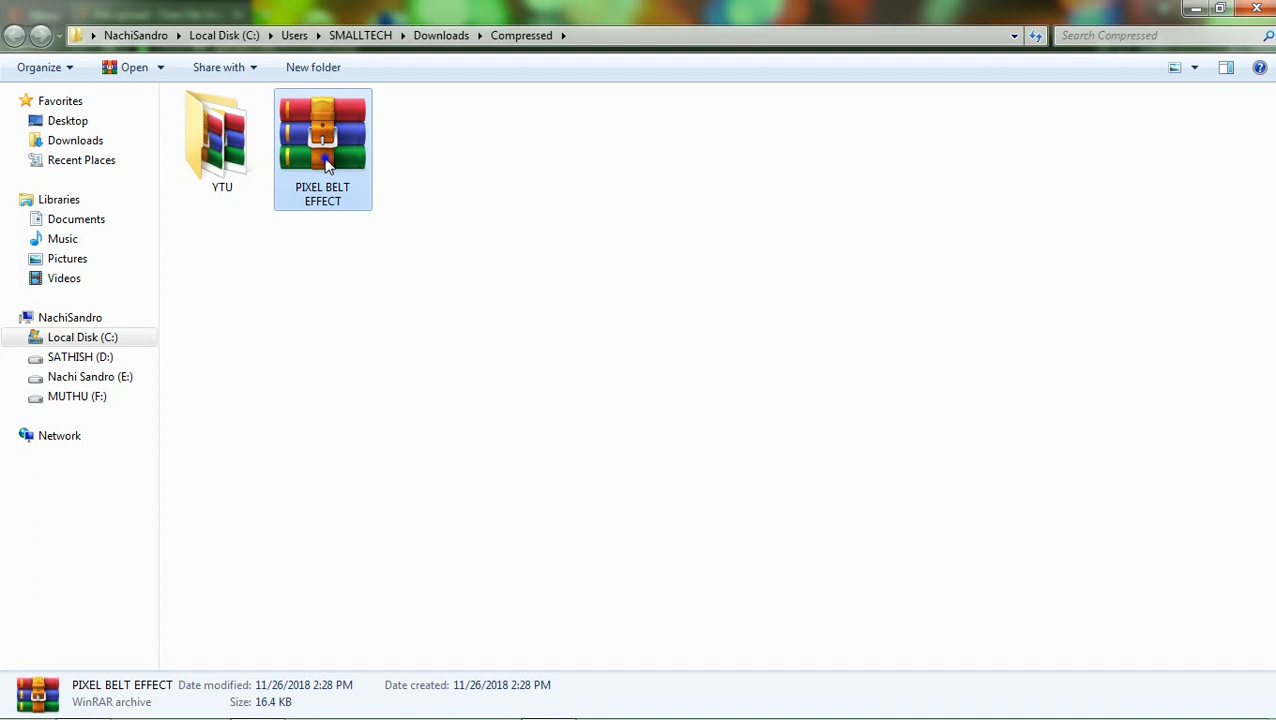 NachiSandro Local Disk (C:) Users SMALLTECH Downloads Compressed
Search Compressed
Organize Open Share with New folder
Favorites
Desktop
Downloads
Recent Places
Libraries
Documents
Music
Pictures
Videos
NachiSandro
Local Disk (C:)
SATHISH (D:)
Nachi Sandro (E:)
MUTHU (F:)
Network
YTU
PIXEL BELT
EFFECT
PIXEL BELT EFFECT Date modified: 11/26/2018 2:28 PM Date created: 11/26/2018 2:28 PM
WinRAR archive Size: 16.4 KB